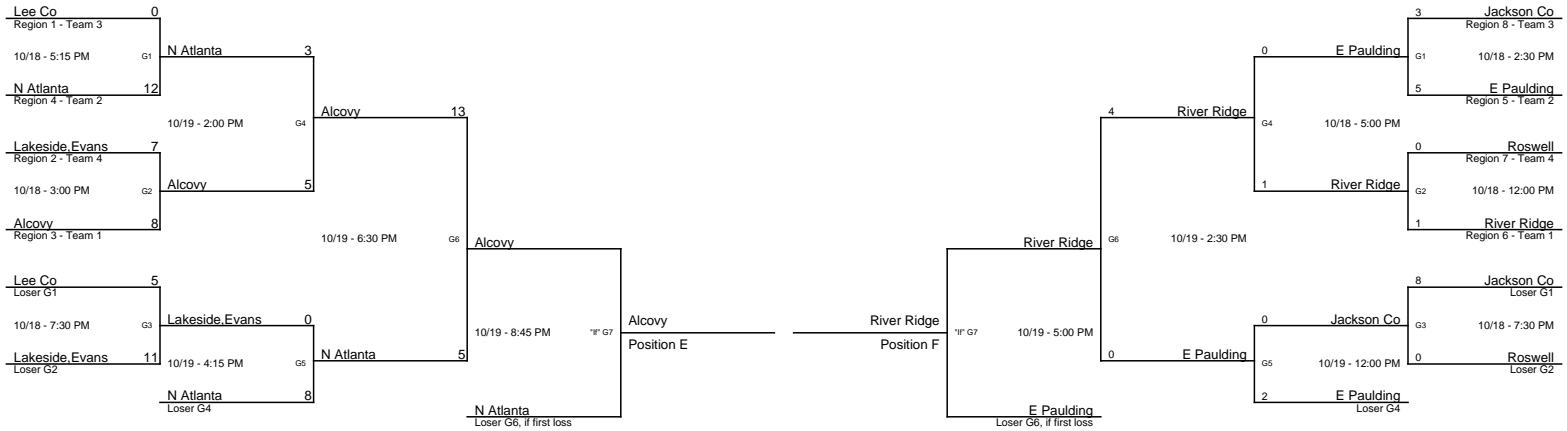 Lee Co 0
Region 1 - Team 3
10/18 - 5:15 PM G1
N Atlanta 12
Region 4 - Team 2
N Atlanta 3
10/19 - 2:00 PM G4
Lakeside,Evans 7
Region 2 - Team 4
10/18 - 3:00 PM G2
Alcovy 8
Region 3 - Team 1
Alcovy 5
Alcovy 13
10/19 - 6:30 PM G6
Lee Co 5
Loser G1
10/18 - 7:30 PM G3
Lakeside,Evans 11
Loser G2
Lakeside,Evans 0
10/19 - 4:15 PM G5
N Atlanta 8
Loser G4
N Atlanta 5
Alcovy
10/19 - 8:45 PM "If" G7
N Atlanta
Loser G6, if first loss
Alcovy
Position E
River Ridge
Position F
River Ridge
"If" G7 10/19 - 5:00 PM
E Paulding
Loser G6, if first loss
4 River Ridge
G6 10/19 - 2:30 PM
0 E Paulding
0 E Paulding
G4 10/18 - 5:00 PM
1 River Ridge
3 Jackson Co
Region 8 - Team 3
G1 10/18 - 2:30 PM
5 E Paulding
Region 5 - Team 2
0 Roswell
Region 7 - Team 4
G2 10/18 - 12:00 PM
1 River Ridge
Region 6 - Team 1
0 Jackson Co
G5 10/19 - 12:00 PM
2 E Paulding
Loser G4
8 Jackson Co
Loser G1
G3 10/18 - 7:30 PM
0 Roswell
Loser G2